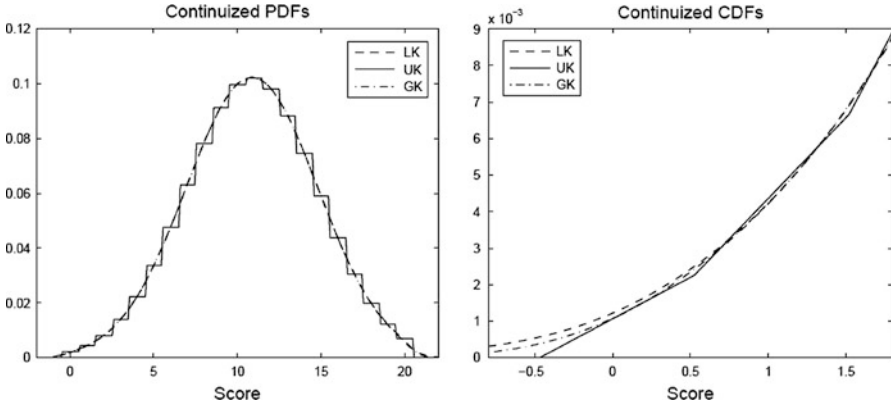 Continuized PDFs
0.12
0.1
0.08
0.06
0.04
0.02
0
0 5 10 15 20
Score
LK
UK
GK
Continuized CDFs
x 10⁻³
9
8
7
6
5
4
3
2
1
0
−0.5 0 0.5 1 1.5
Score
LK
UK
GK